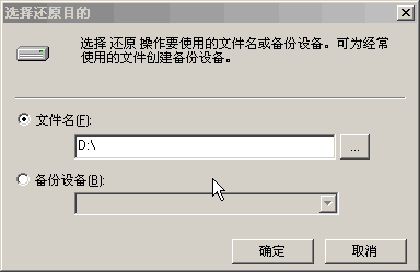 选择还原目的
选择 还原 操作要使用的文件名或备份设备。可为经常
使用的文件创建备份设备。
文件名(F):
D:\
...
备份设备(B):
确定
取消